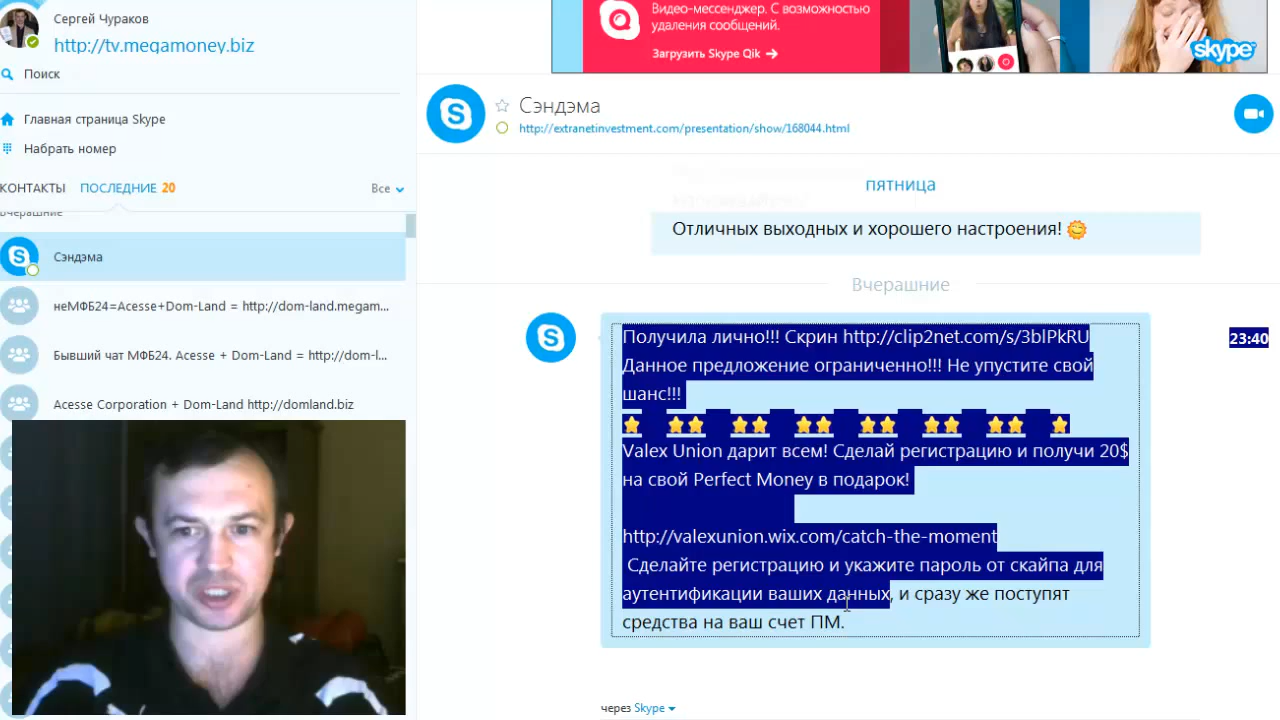 Сергей Чураков
http://tv.megamoney.biz
Поиск
Главная страница Skype
Набрать номер
КОНТАКТЫ ПОСЛЕДНИЕ 20 Все
Вчерашние
Сэндэма
неМФБ24=Acesse+Dom-Land = http://dom-land.megam...
Бывший чат МФБ24. Acesse + Dom-Land = http://dom-l...
Acesse Corporation + Dom-Land http://domland.biz
Видео-мессенджер. С возможностью
удаления сообщений.
Загрузить Skype Qik →
skype
Сэндэма
http://extranetinvestment.com/presentation/show/168044.html
пятница
Отличных выходных и хорошего настроения!
Вчерашние
Получила лично!!! Скрин http://clip2net.com/s/3blPkRU
23:40
Данное предложение ограниченно!!! Не упустите свой
шанс!!!
Valex Union дарит всем! Сделай регистрацию и получи 20$
на свой Perfect Money в подарок!
http://valexunion.wix.com/catch-the-moment
Сделайте регистрацию и укажите пароль от скайпа для
аутентификации ваших данных, и сразу же поступят
средства на ваш счет ПМ.
через Skype